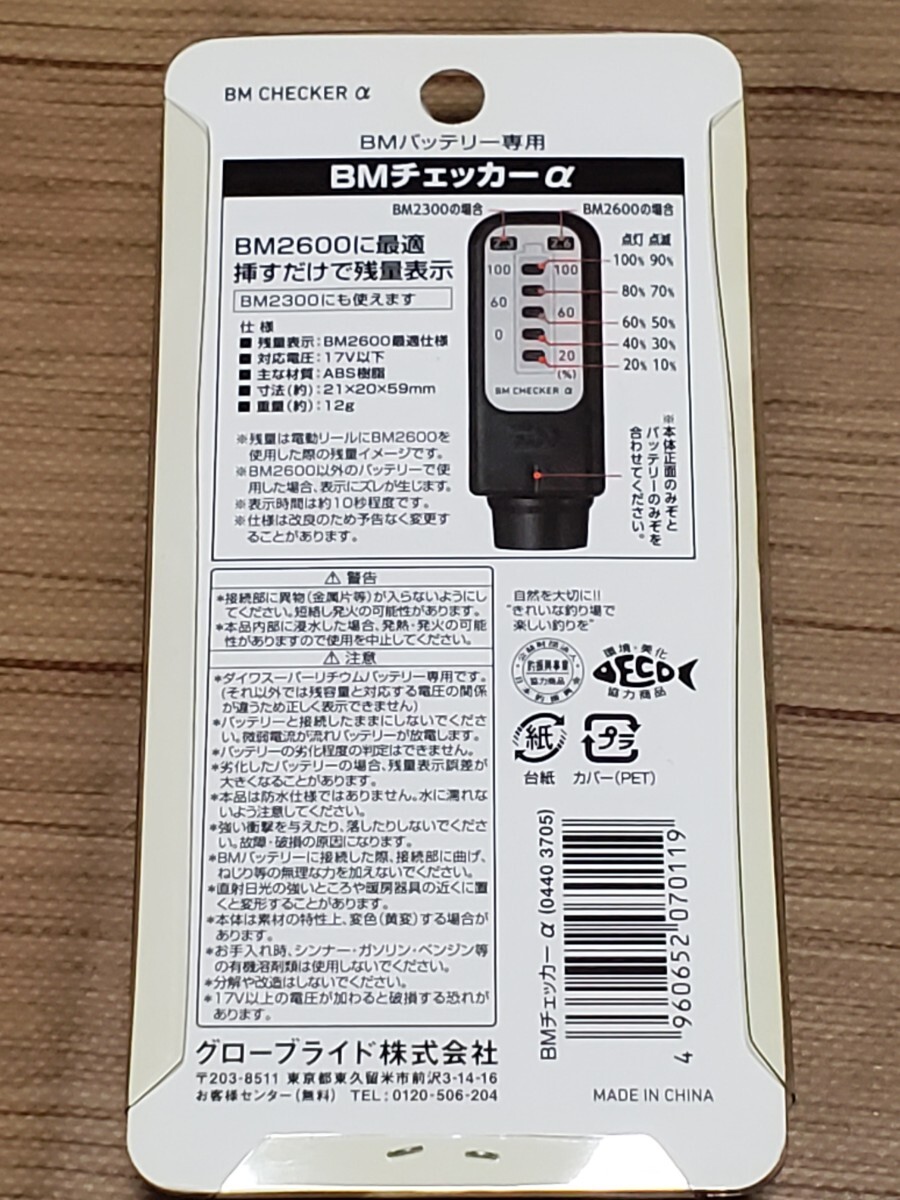 BM CHECKER α
BMバッテリー専用
BMチェッカーα
BM2300の場合
BM2600の場合
BM2600に最適
挿すだけで残量表示
BM2300にも使えます
仕様
■ 残量表示：BM2600最適仕様
■ 対応電圧：17V以下
■ 主な材質：ABS樹脂
■ 寸法(約)：21×20×59mm
■ 重量(約)：12g
※残量は電動リールにBM2600を
使用した際の残量イメージです。
※BM2600以外のバッテリーで使
用した場合、表示にズレが生じます。
※表示時間は約10秒程度です。
※仕様は改良のため予告なく変更す
ることがあります。
2.3 2.6
100 100
60 60
0
20
(%)
BM CHECKER α
点灯 点滅
100% 90%
80% 70%
60% 50%
40% 30%
20% 10%
※本体正面のみぞと
バッテリーのみぞを
合わせてください。
⚠ 警告
*接続部に異物(金属片等)が入らないようにし
てください。短絡し発火の可能性があります。
*本品内部に浸水した場合、発熱・発火の可能
性がありますので使用を中止してください。
⚠ 注意
*ダイワスーパーリチウムバッテリー専用です。
(それ以外では残容量と対応する電圧の関係
が違うため正しく表示できません)
*バッテリーと接続したままにしないでくださ
い。微弱電流が流れバッテリーが放電します。
*バッテリーの劣化程度の判定はできません。
*劣化したバッテリーの場合、残量表示誤差が
大きくなることがあります。
*本品は防水仕様ではありません。水に濡れな
いよう注意してください。
*強い衝撃を与えたり、落したりしないでくださ
い。故障・破損の原因になります。
*BMバッテリーに接続した際、接続部に曲げ、
ねじり等の無理な力を加えないでください。
*直射日光の強いところや暖房器具の近くに置
くと変形することがあります。
*本体は素材の特性上、変色(黄変)する場合が
あります。
*お手入れ時、シンナー・ガソリン・ベンジン等
の有機溶剤類は使用しないでください。
*分解や改造はしないでください。
*17V以上の電圧が加わると破損する恐れが
あります。
自然を大切に!!
"きれいな釣り場で
楽しい釣りを"
公益財団法人
釣振興事業
協力商品
日本釣振興会
環境・美化
ECO
協力商品
紙
プラ
台紙
カバー(PET)
BMチェッカー α (0440 3705)
4 960652 070119
グローブライド株式会社
〒203-8511 東京都東久留米市前沢3-14-16
お客様センター(無料) TEL:0120-506-204
MADE IN CHINA